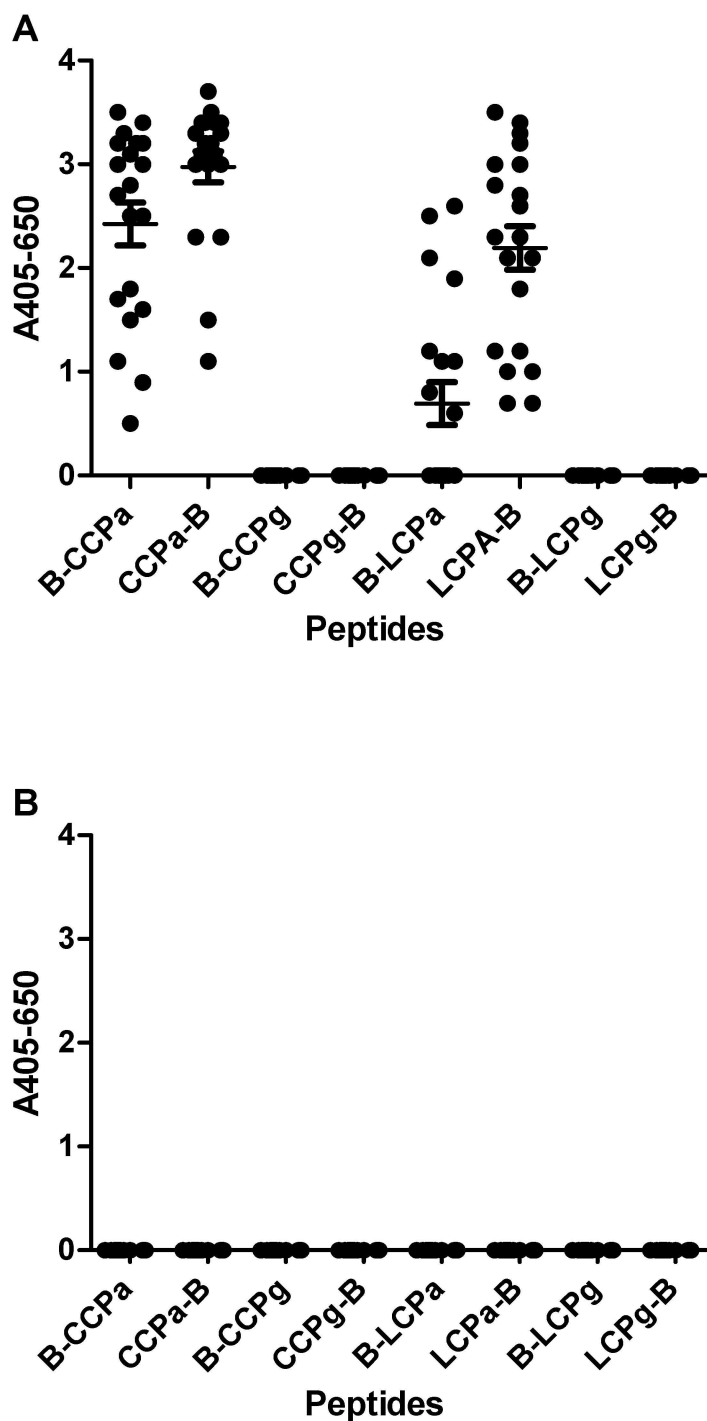 A
4
3
2
1
0
A405-650
B-CCPa
CCPa-B
B-CCPg
CCPg-B
B-LCPa
LCPA-B
B-LCPg
LCPg-B
Peptides
B
4
3
2
1
0
A405-650
B-CCPa
CCPa-B
B-CCPg
CCPg-B
B-LCPa
LCPa-B
B-LCPg
LCPg-B
Peptides